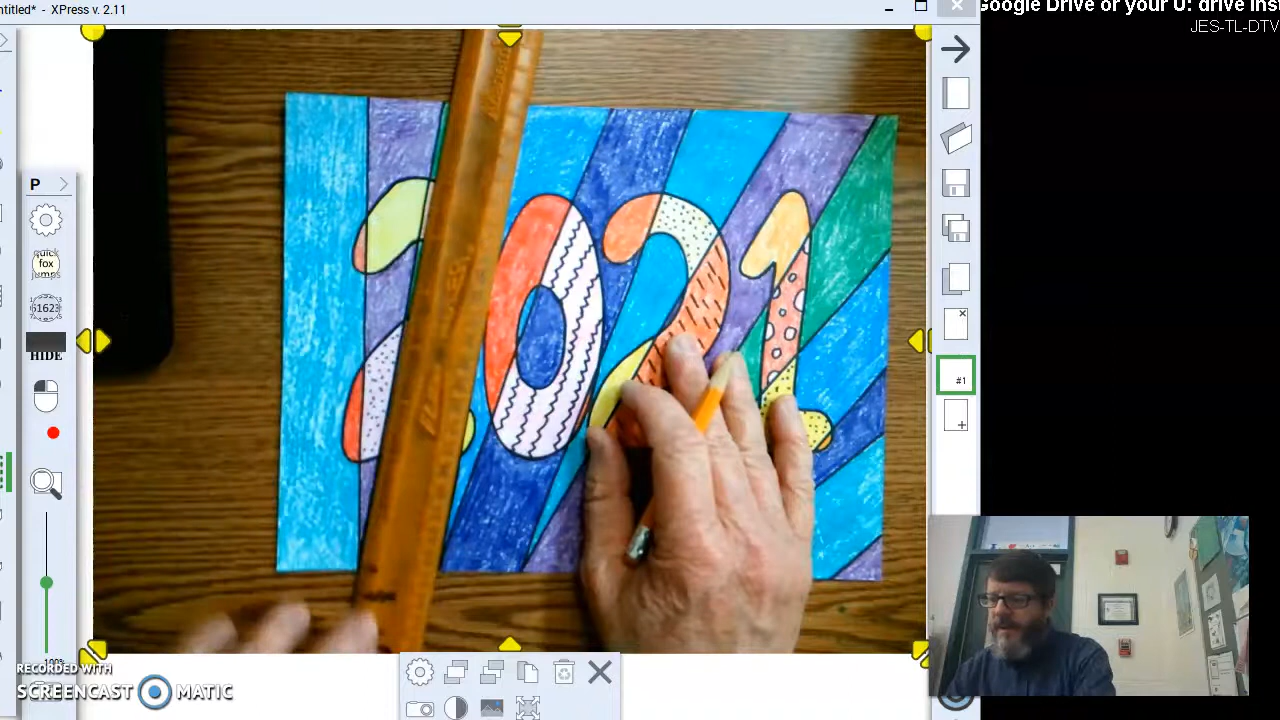 ntitled* - XPress v. 2.11
Google Drive or your U: drive ins
JES-TL-DTV
P
quick
fox
jumps
61623
HIDE
#1
2021
RECORDED WITH
SCREENCAST MATIC